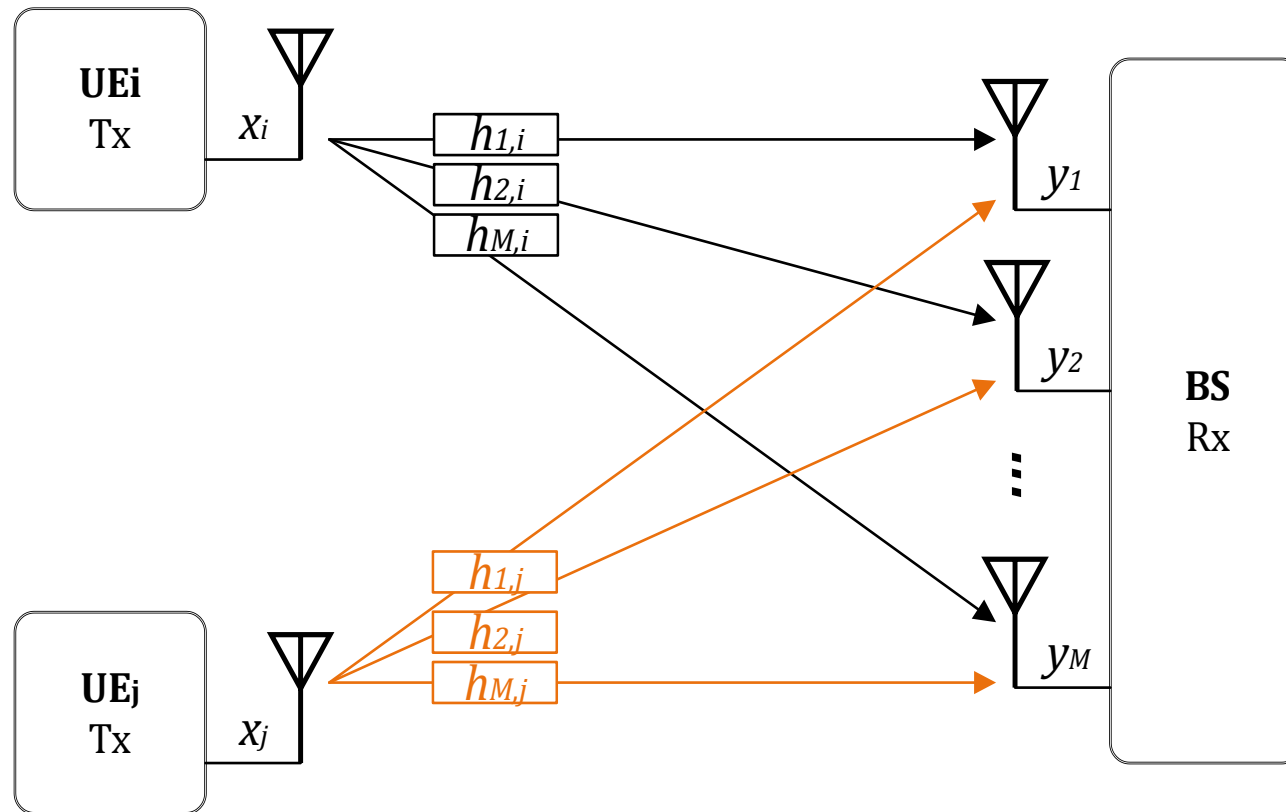 UEi
Tx
xi
h1,i
h2,i
hM,i
y1
y2
⋮
yM
BS
Rx
h1,j
h2,j
hM,j
UEj
Tx
xj